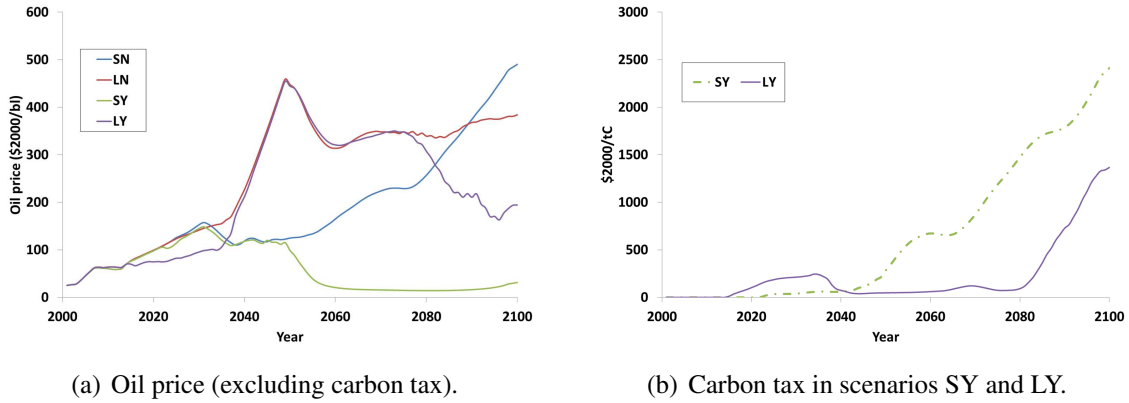 600
500
400
300
200
100
0
Oil price ($2000/bl)
SN
LN
SY
LY
2000 2020 2040 2060 2080 2100
Year
(a) Oil price (excluding carbon tax).
3000
2500
2000
1500
1000
500
0
$2000/tC
SY LY
2000 2020 2040 2060 2080 2100
Year
(b) Carbon tax in scenarios SY and LY.